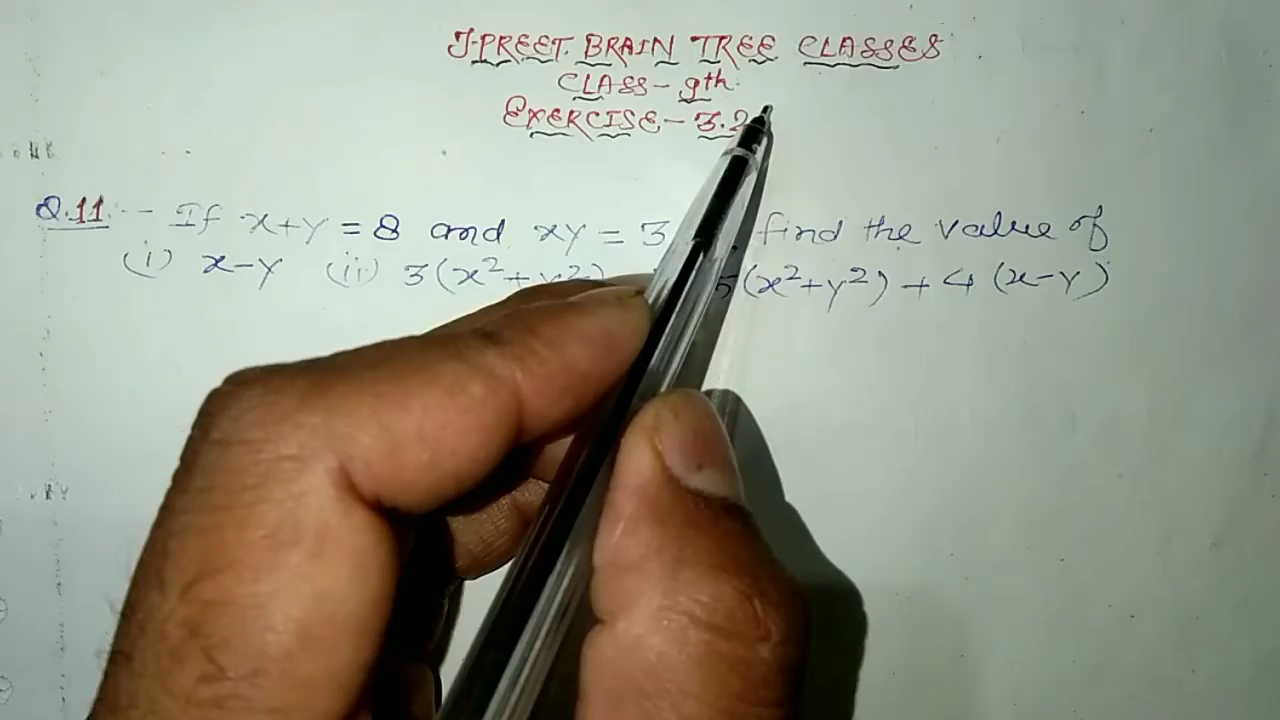 J-PREET. BRAIN TREE CLASSES
CLASS - 9th.
EXERCISE - 3.2
Q.11. - If x+y = 8 and xy = 3 find the value of
(i) x-y (ii) 3(x²+y²) 5(x²+y²) + 4 (x-y)